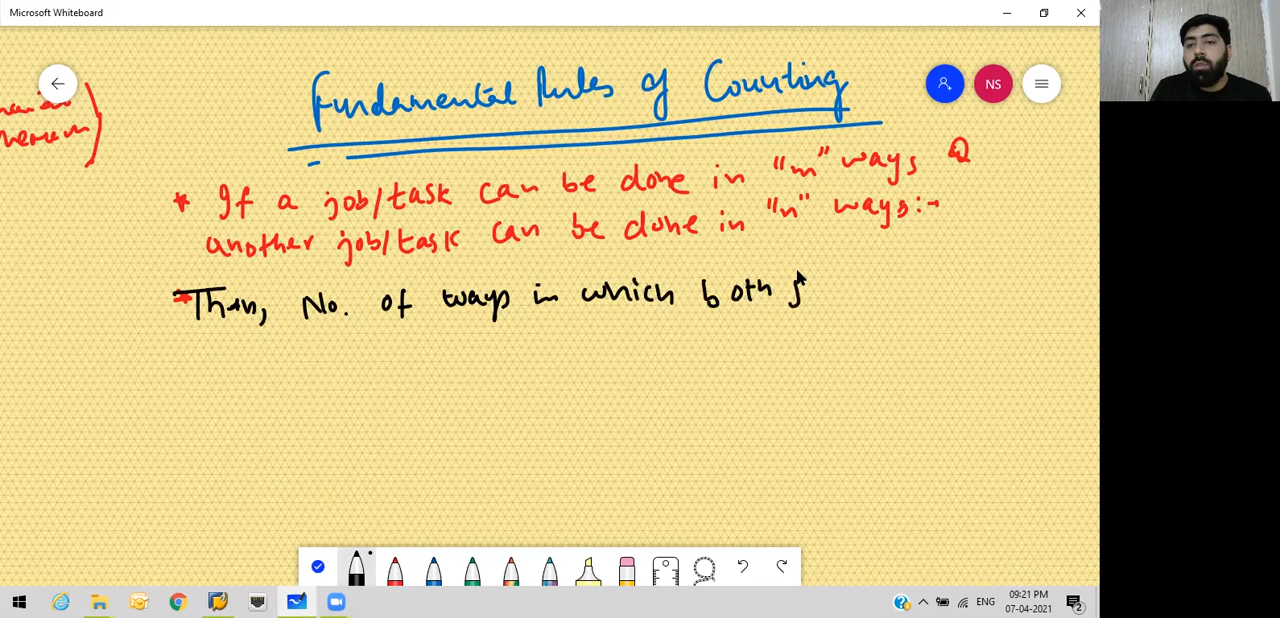 Microsoft Whiteboard
Fundamental Rules of Counting
NS
* If a job/task can be done in "m" ways &
another job/task can be done in "n" ways:-
*Then, No. of ways in which both j
ENG
09:21 PM
07-04-2021
2